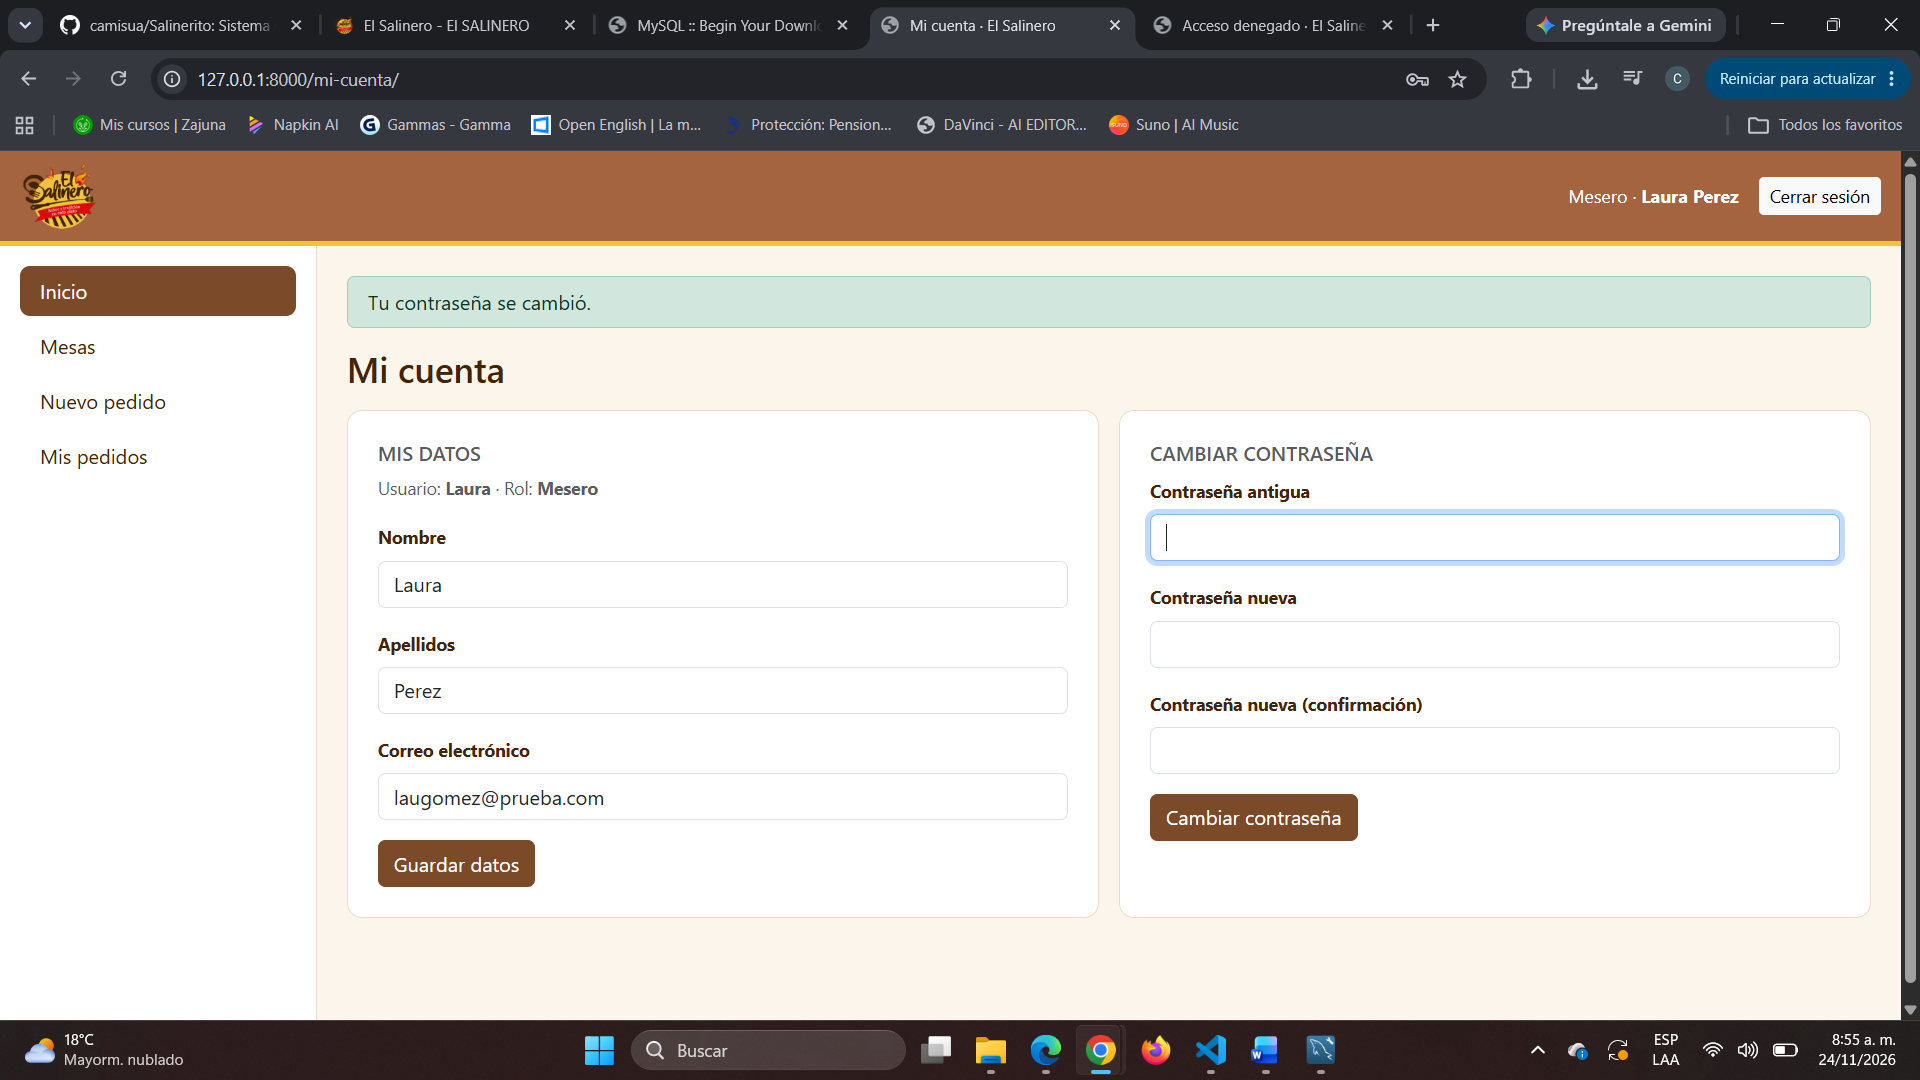 camisua/Salinerito: Sistema
El Salinero - El SALINERO
MySQL :: Begin Your Downlo
Mi cuenta · El Salinero
Acceso denegado · El Saline
Pregúntale a Gemini
127.0.0.1:8000/mi-cuenta/
C
Reiniciar para actualizar
Mis cursos | Zajuna
Napkin AI
Gammas - Gamma
Open English | La m...
Protección: Pension...
DaVinci - AI EDITOR...
Suno | AI Music
Todos los favoritos
El Salinero
Mesero · Laura Perez
Cerrar sesión
Inicio
Mesas
Nuevo pedido
Mis pedidos
Tu contraseña se cambió.
Mi cuenta
MIS DATOS
Usuario: Laura · Rol: Mesero
Nombre
Laura
Apellidos
Perez
Correo electrónico
laugomez@prueba.com
Guardar datos
CAMBIAR CONTRASEÑA
Contraseña antigua
Contraseña nueva
Contraseña nueva (confirmación)
Cambiar contraseña
18°C
Mayorm. nublado
Buscar
ESP
LAA
8:55 a. m.
24/11/2026